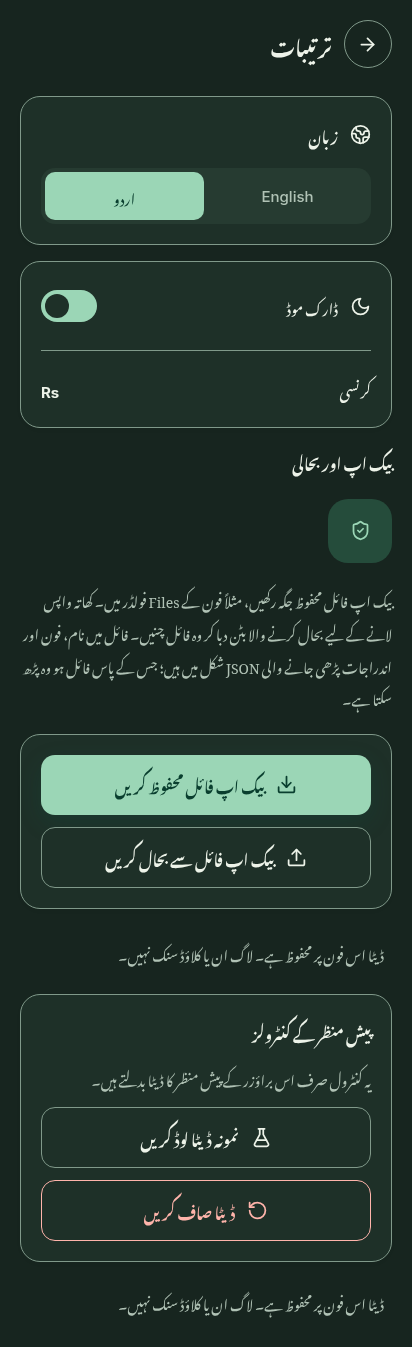 ترتیبات
زبان
اردو English
ڈارک موڈ
کرنسی Rs
بیک اپ اور بحالی
بیک اپ فائل محفوظ جگہ رکھیں، مثلاً فون کے Files فولڈر میں۔ کھاتہ واپس
لانے کے لیے بحال کرنے والا بٹن دبا کر وہ فائل چنیں۔ فائل میں نام، فون اور
اندراجات پڑھی جانے والی JSON شکل میں ہیں؛ جس کے پاس فائل ہو وہ پڑھ
سکتا ہے۔
بیک اپ فائل محفوظ کریں
بیک اپ فائل سے بحال کریں
ڈیٹا اس فون پر محفوظ ہے۔ لاگ ان یا کلاؤڈ سنک نہیں۔
پیش منظر کے کنٹرولز
یہ کنٹرول صرف اس براؤزر کے پیش منظر کا ڈیٹا بدلتے ہیں۔
نمونہ ڈیٹا لوڈ کریں
ڈیٹا صاف کریں
ڈیٹا اس فون پر محفوظ ہے۔ لاگ ان یا کلاؤڈ سنک نہیں۔